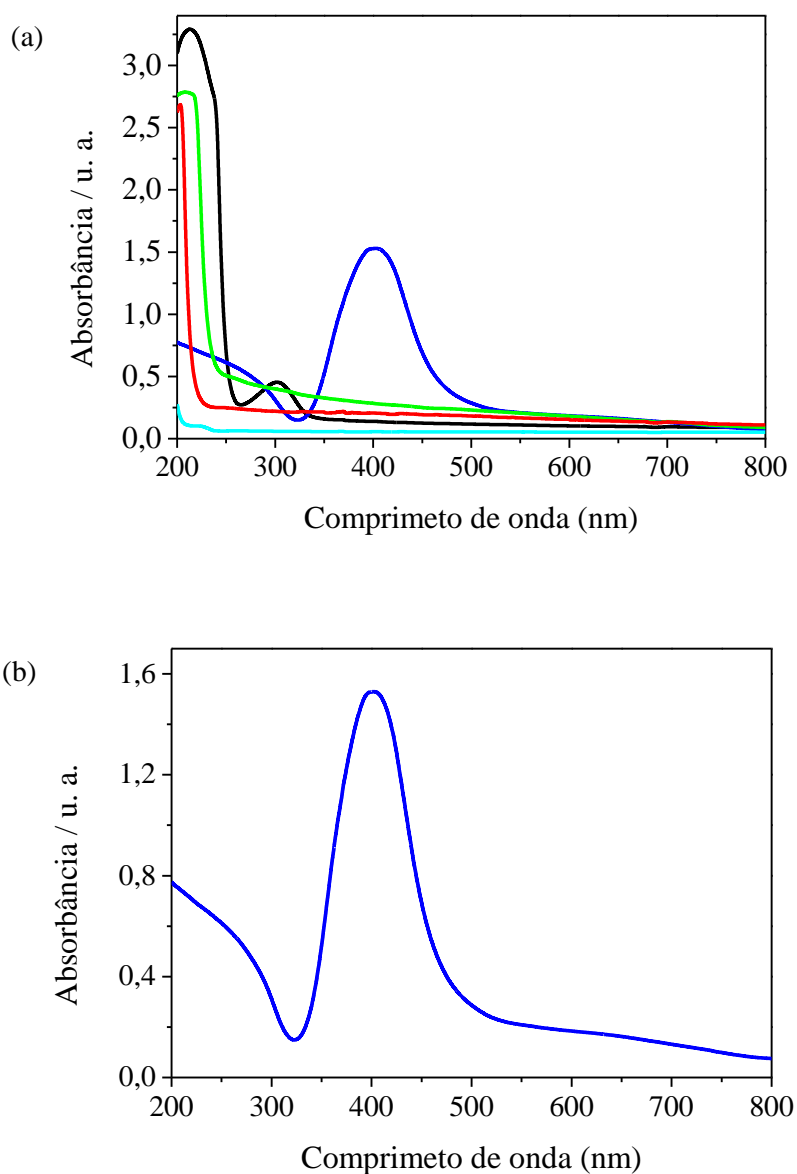 (a)
3,0
2,5
2,0
1,5
1,0
0,5
0,0
Absorbância / u. a.
200 300 400 500 600 700 800
Comprimeto de onda (nm)
(b)
1,6
1,2
0,8
0,4
0,0
Absorbância / u. a.
200 300 400 500 600 700 800
Comprimeto de onda (nm)